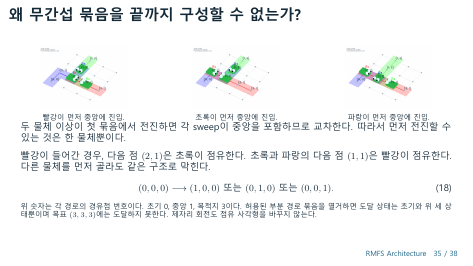 왜 무간섭 묶음을 끝까지 구성할 수 없는가?
빨강이 먼저 중앙에 진입.
초록이 먼저 중앙에 진입.
파랑이 먼저 중앙에 진입.
두 물체 이상이 첫 묶음에서 전진하면 각 sweep이 중앙을 포함하므로 교차한다. 따라서 먼저 전진할 수
있는 것은 한 물체뿐이다.
빨강이 들어간 경우, 다음 점 (2,1)은 초록이 점유한다. 초록과 파랑의 다음 점 (1,1)은 빨강이 점유한다.
다른 물체를 먼저 골라도 같은 구조로 막힌다.
(0,0,0) ⟶ (1,0,0) 또는 (0,1,0) 또는 (0,0,1). (18)
위 숫자는 각 경로의 경유점 번호이다. 초기 0, 중앙 1, 목적지 3이다. 허용된 부분 경로 묶음을 열거하면 도달 상태는 초기와 위 세 상
태뿐이며 목표 (3,3,3)에는 도달하지 못한다. 제자리 회전도 점유 사각형을 바꾸지 않는다.
RMFS Architecture 35 / 38